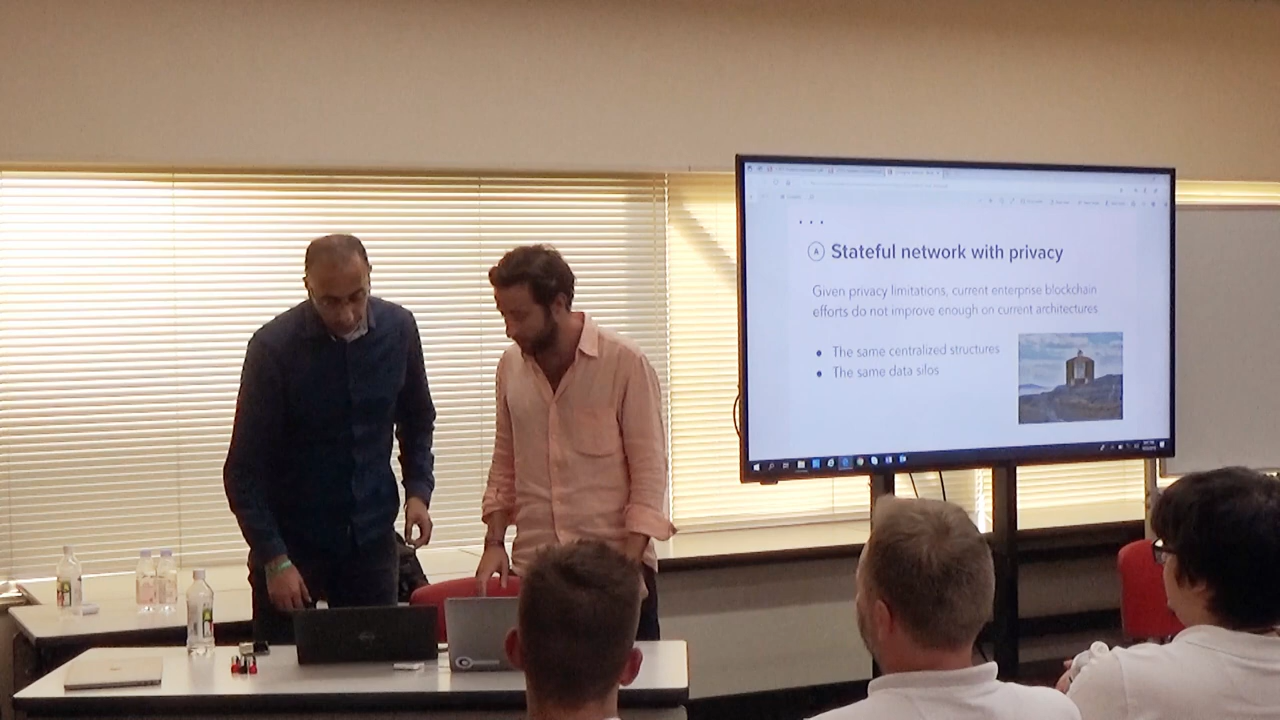 • • •
A Stateful network with privacy
Given privacy limitations, current enterprise blockchain
efforts do not improve enough on current architectures
• The same centralized structures
• The same data silos
DELL